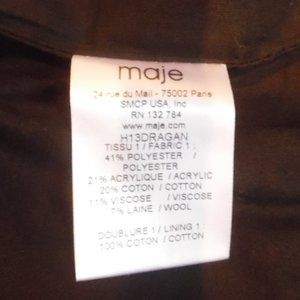 maje
24 rue du Mail - 75002 Paris
SMCP USA, Inc
RN 132 784
www.maje.com
H13DRAGAN
TISSU 1 / FABRIC 1 :
41% POLYESTER /
POLYESTER
21% ACRYLIQUE / ACRYLIC
20% COTON / COTTON
11% VISCOSE / VISCOSE
7% LAINE / WOOL
DOUBLURE 1 / LINING 1 :
100% COTON / COTTON